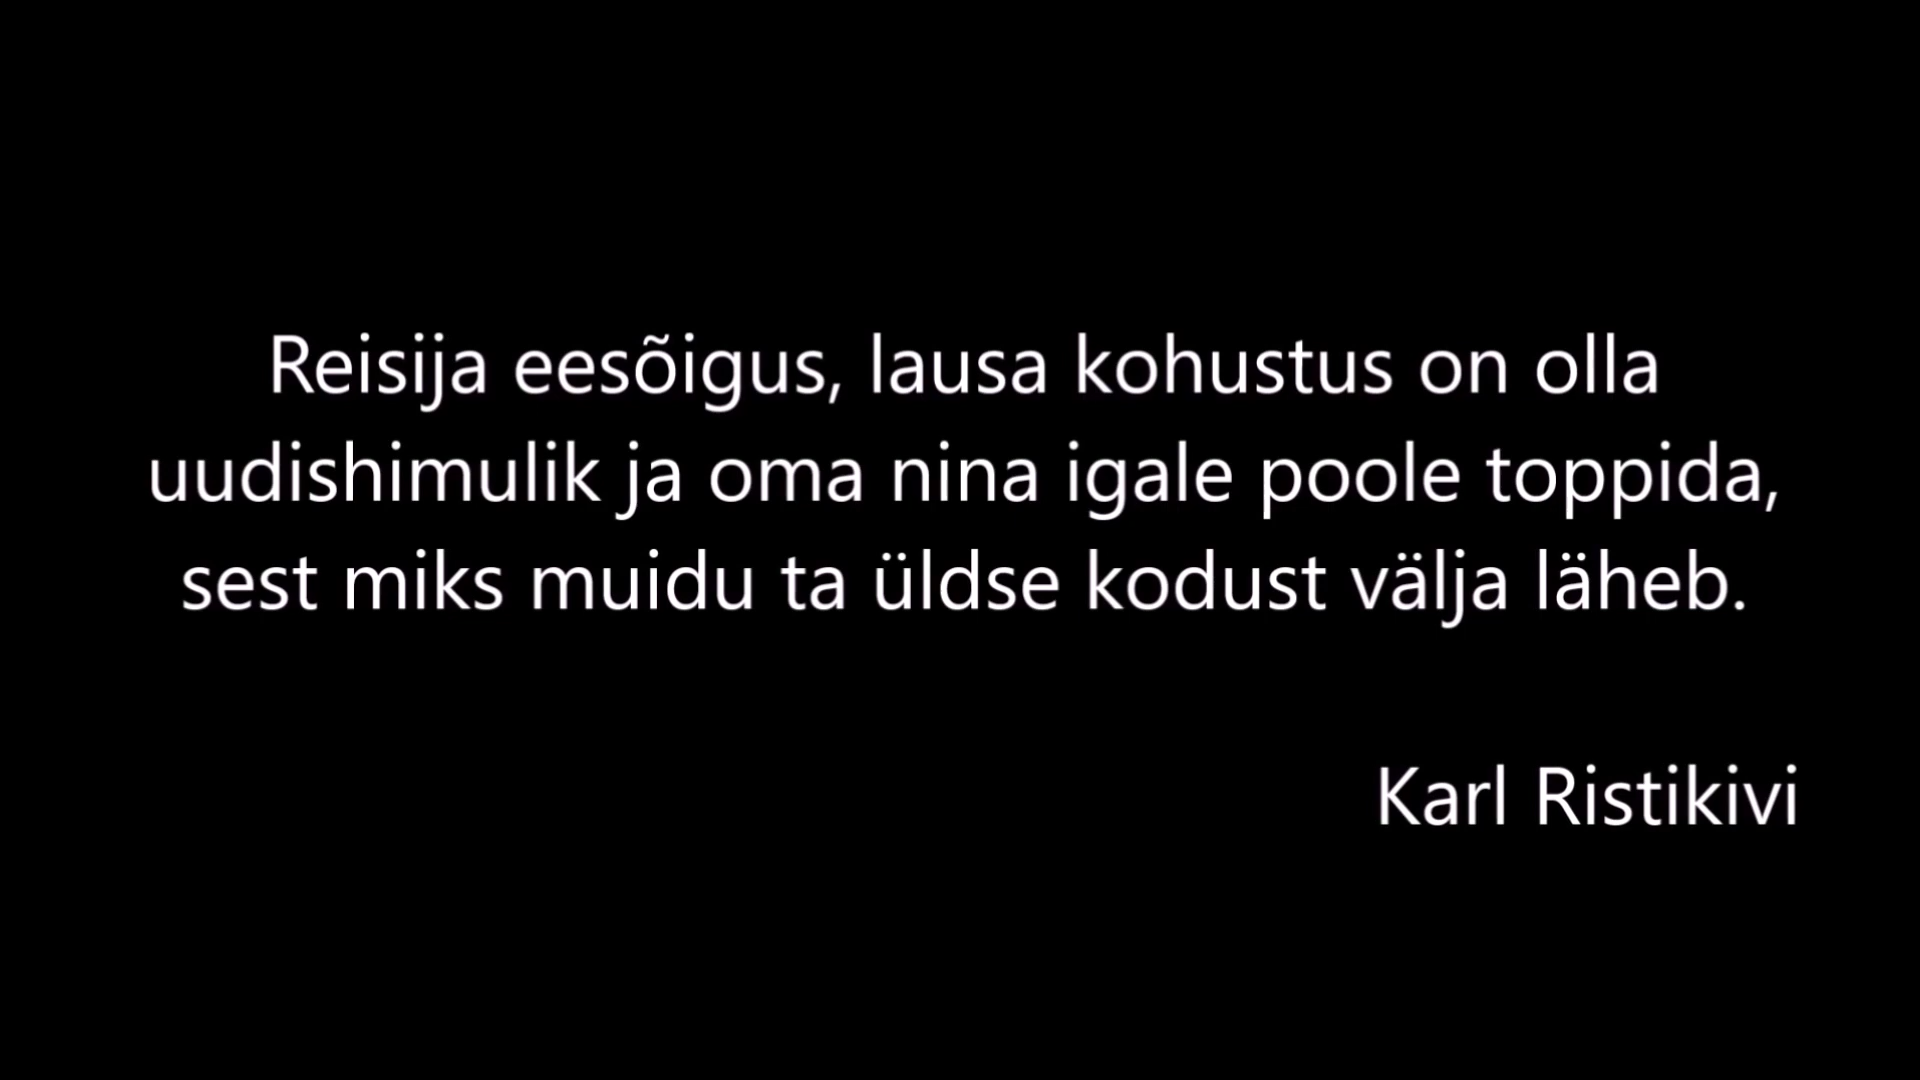 Reisija eesõigus, lausa kohustus on olla
uudishimulik ja oma nina igale poole toppida,
sest miks muidu ta üldse kodust välja läheb.
Karl Ristikivi